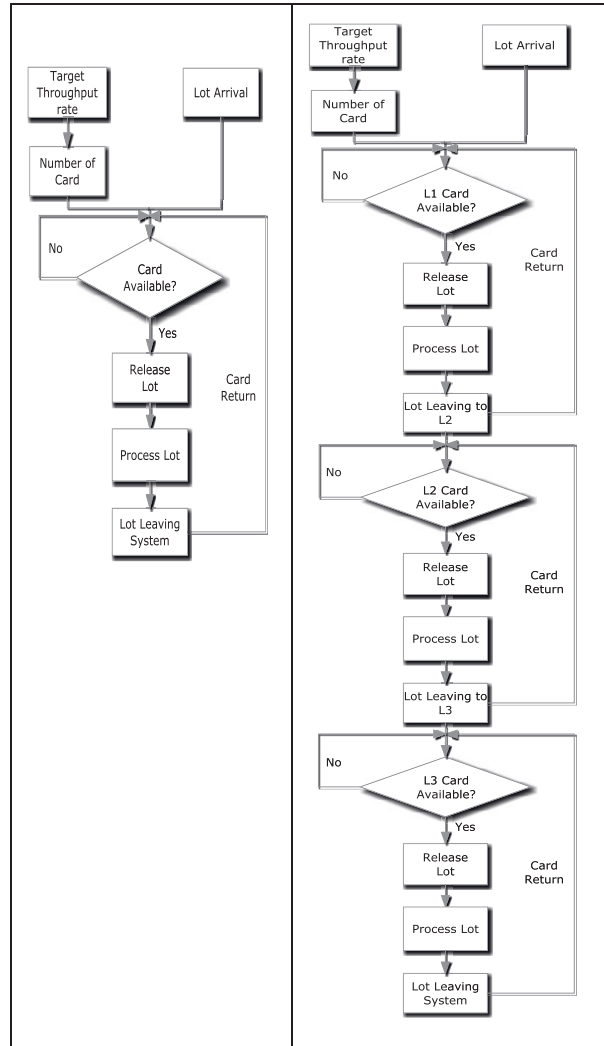 Target
Throughput
rate
Lot Arrival
Number of
Card
No
Card
Available?
Yes
Release
Lot
Card
Return
Process Lot
Lot Leaving
System
Target
Throughput
rate
Lot Arrival
Number of
Card
No
L1 Card
Available?
Yes
Card
Return
Release
Lot
Process Lot
Lot Leaving to
L2
No
L2 Card
Available?
Yes
Release
Lot
Card
Return
Process Lot
Lot Leaving to
L3
No
L3 Card
Available?
Yes
Release
Lot
Card
Return
Process Lot
Lot Leaving
System